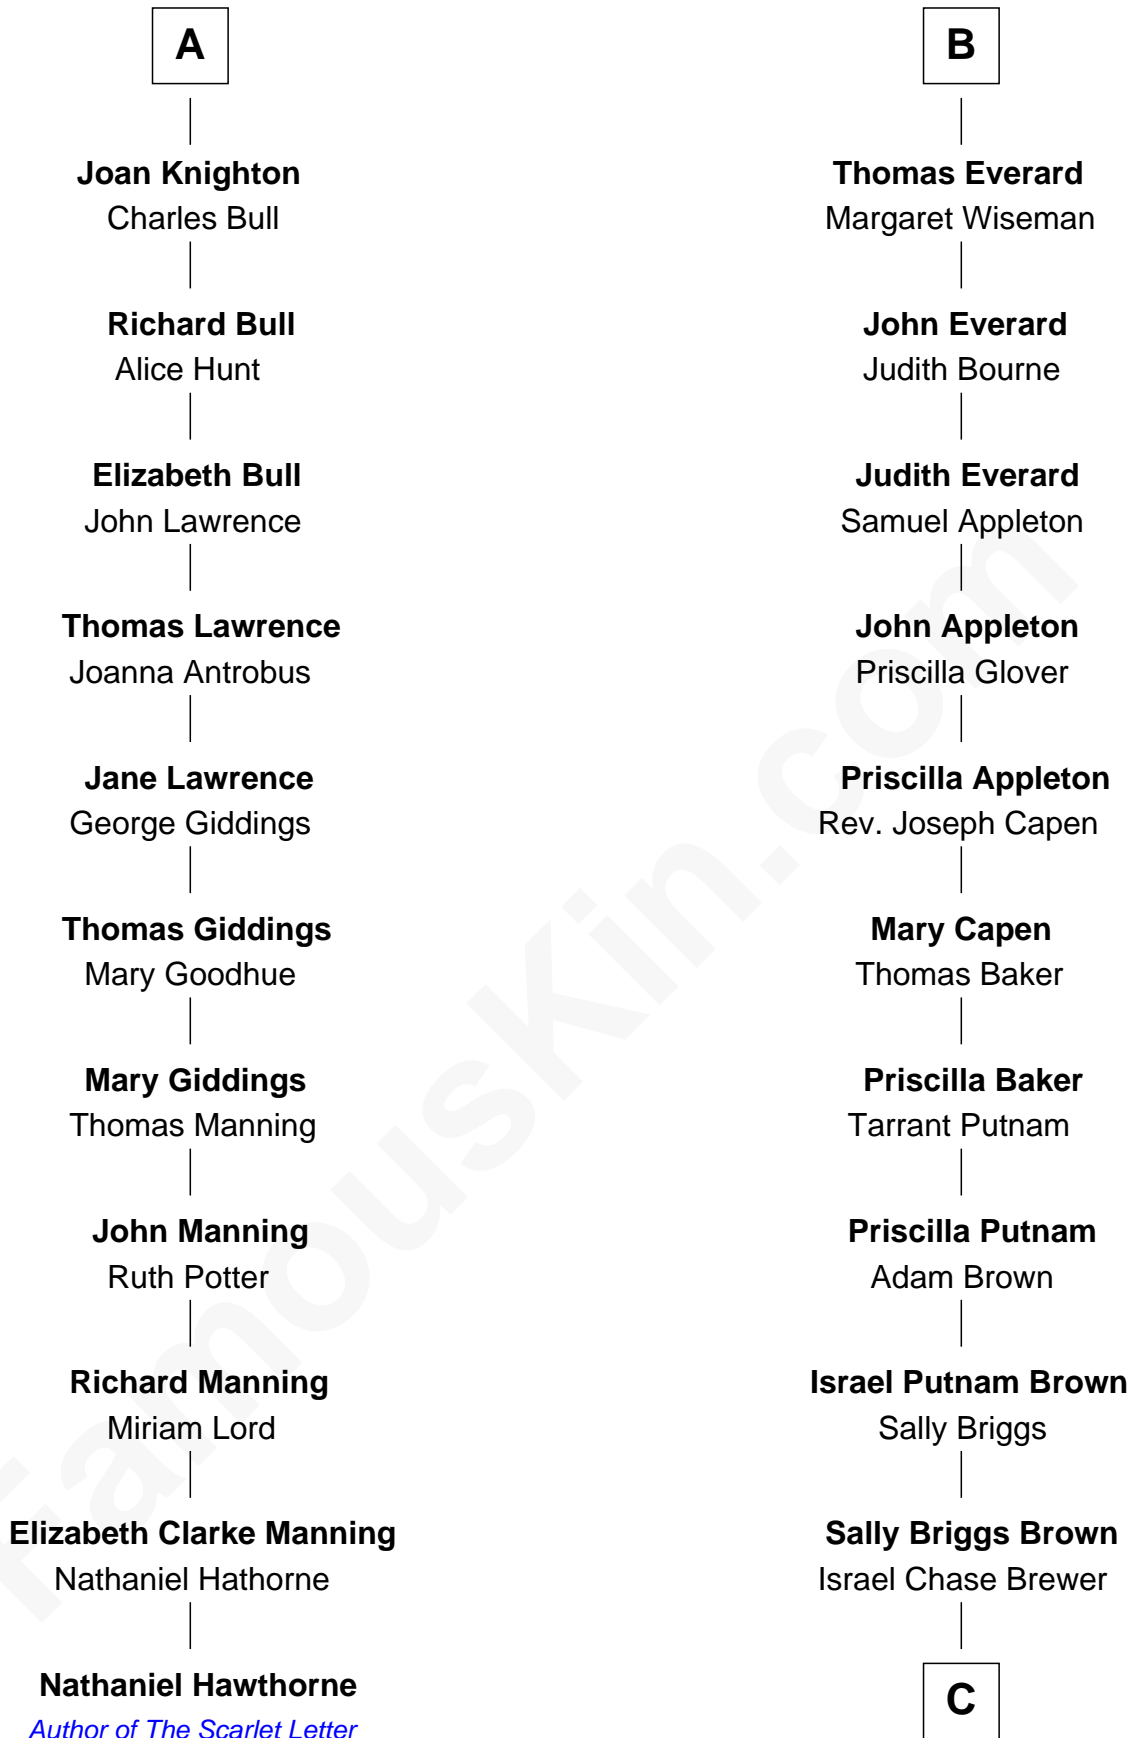 A
Joan Knighton
Charles Bull
Richard Bull
Alice Hunt
Elizabeth Bull
John Lawrence
Thomas Lawrence
Joanna Antrobus
Jane Lawrence
George Giddings
Thomas Giddings
Mary Goodhue
Mary Giddings
Thomas Manning
John Manning
Ruth Potter
Richard Manning
Miriam Lord
Elizabeth Clarke Manning
Nathaniel Hathorne
Nathaniel Hawthorne
Author of The Scarlet Letter
B
Thomas Everard
Margaret Wiseman
John Everard
Judith Bourne
Judith Everard
Samuel Appleton
John Appleton
Priscilla Glover
Priscilla Appleton
Rev. Joseph Capen
Mary Capen
Thomas Baker
Priscilla Baker
Tarrant Putnam
Priscilla Putnam
Adam Brown
Israel Putnam Brown
Sally Briggs
Sally Briggs Brown
Israel Chase Brewer
C
FamousKin.com